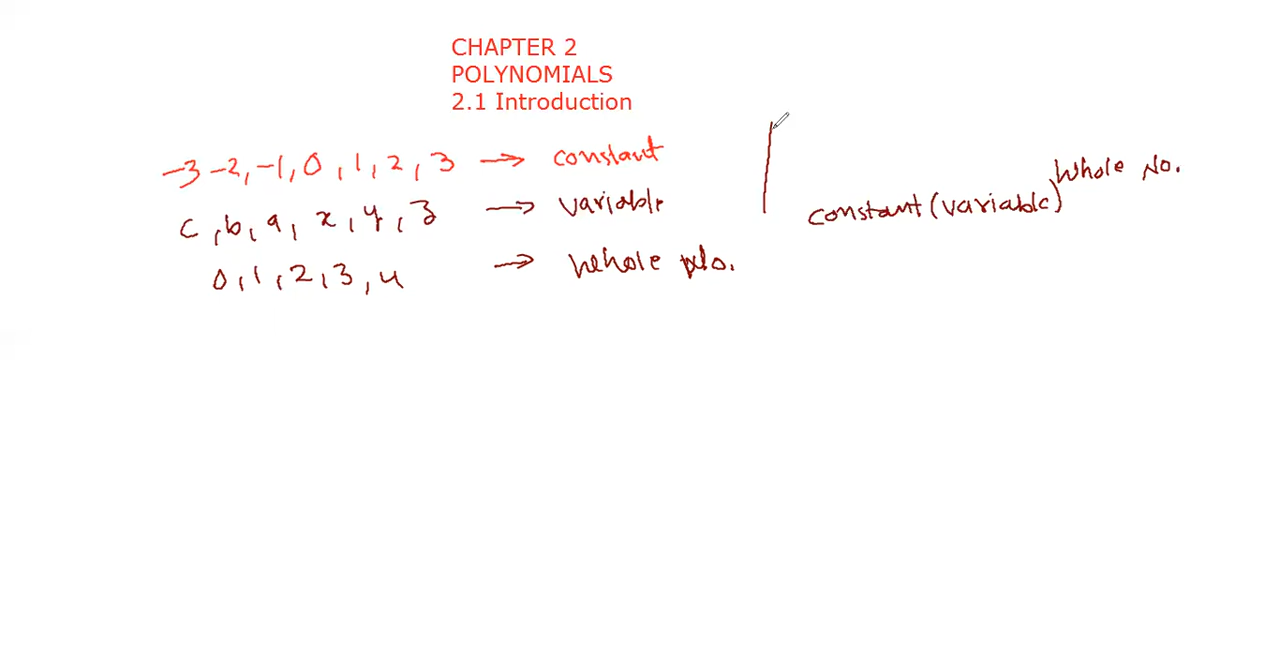 CHAPTER 2
POLYNOMIALS
2.1 Introduction
-3 -2, -1, 0, 1, 2, 3 → constant
c, b, a, x, y, z → variable
0, 1, 2, 3, 4 → whole No.
constant (variable)^Whole No.